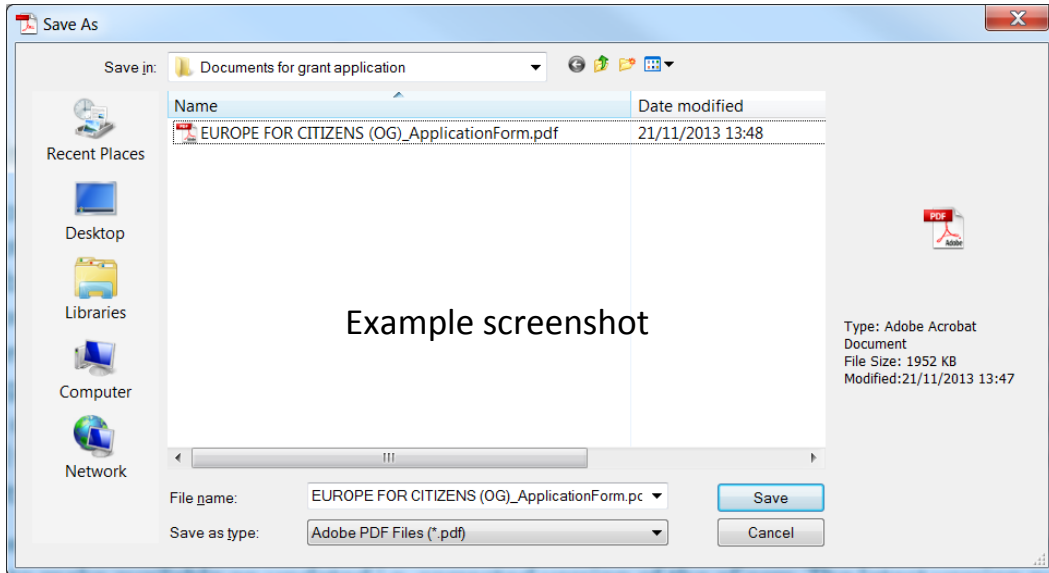 Save As
X
Save in:
Documents for grant application
Name
Date modified
EUROPE FOR CITIZENS (OG)_ApplicationForm.pdf
21/11/2013 13:48
Recent Places
Desktop
Libraries
Computer
Network
Example screenshot
PDF
Adobe
Type: Adobe Acrobat
Document
File Size: 1952 KB
Modified:21/11/2013 13:47
File name:
EUROPE FOR CITIZENS (OG)_ApplicationForm.pc
Save
Save as type:
Adobe PDF Files (*.pdf)
Cancel